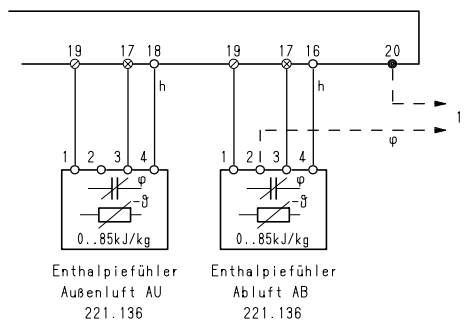 19 17 18 19 17 16 20
h h
1
φ
1 2 3 4 1 2 3 4
φ φ
-ϑ -ϑ
0..85kJ/kg 0..85kJ/kg
Enthalpiefühler Enthalpiefühler
Außenluft AU Abluft AB
221.136 221.136